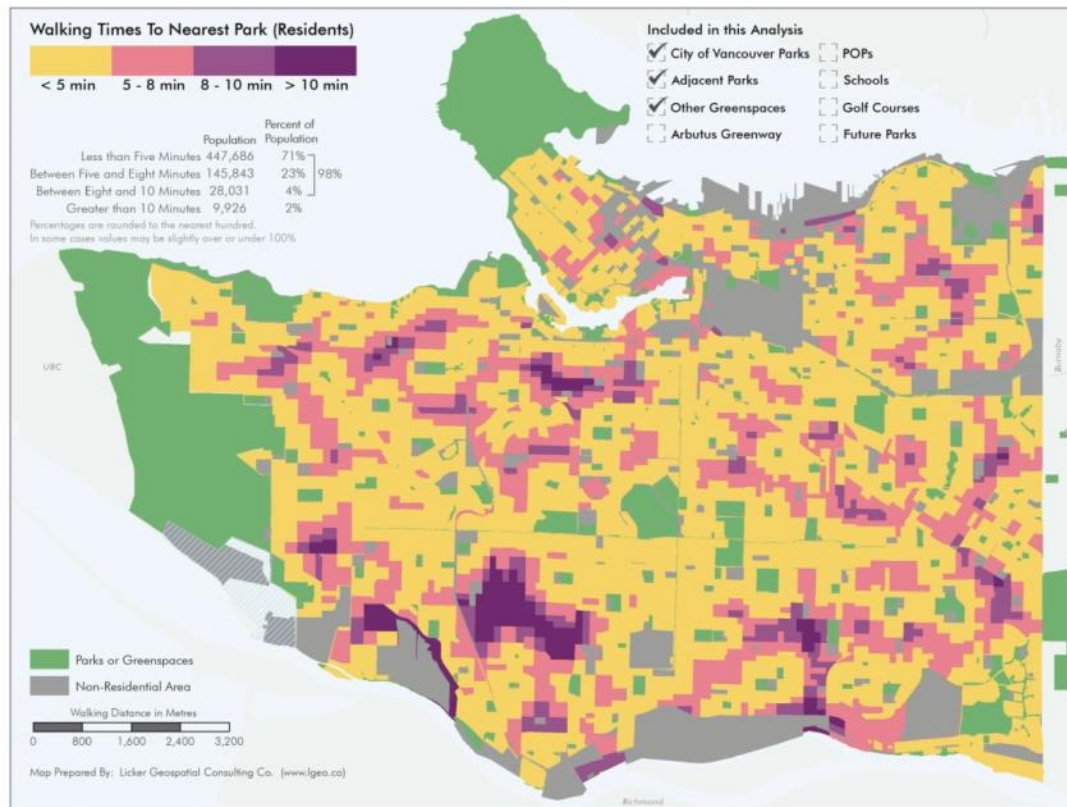 Walking Times To Nearest Park (Residents)
< 5 min 5 - 8 min 8 - 10 min > 10 min
Population Percent of Population
Less than Five Minutes 447,686 71%
Between Five and Eight Minutes 145,843 23% 98%
Between Eight and 10 Minutes 28,031 4%
Greater than 10 Minutes 9,926 2%
Percentages are rounded to the nearest hundred.
In some cases values may be slightly over or under 100%
Included in this Analysis
City of Vancouver Parks POPs
Adjacent Parks Schools
Other Greenspaces Golf Courses
Arbutus Greenway Future Parks
UBC
Burnaby
Parks or Greenspaces
Non-Residential Area
Walking Distance in Metres
0 800 1,600 2,400 3,200
Map Prepared By: Licker Geospatial Consulting Co. (www.lgeo.co)
Richmond